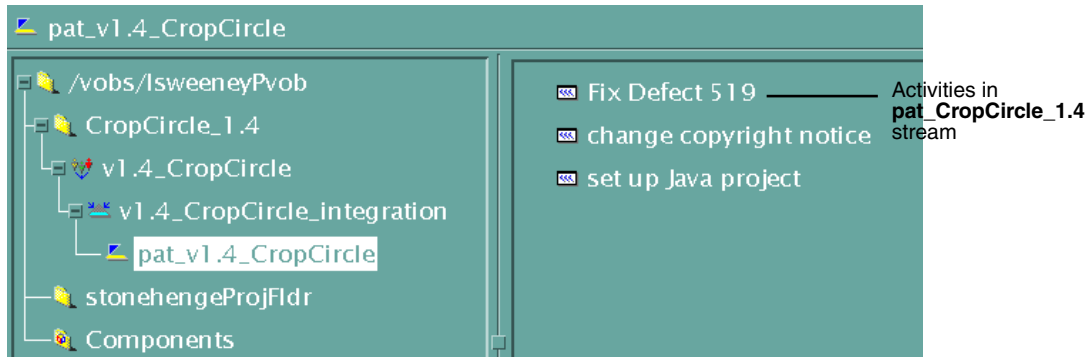 pat_v1.4_CropCircle
/vobs/lsweeneyPvob
CropCircle_1.4
v1.4_CropCircle
v1.4_CropCircle_integration
pat_v1.4_CropCircle
stonehengeProjFldr
Components
Fix Defect 519
change copyright notice
set up Java project
Activities in
pat_CropCircle_1.4
stream